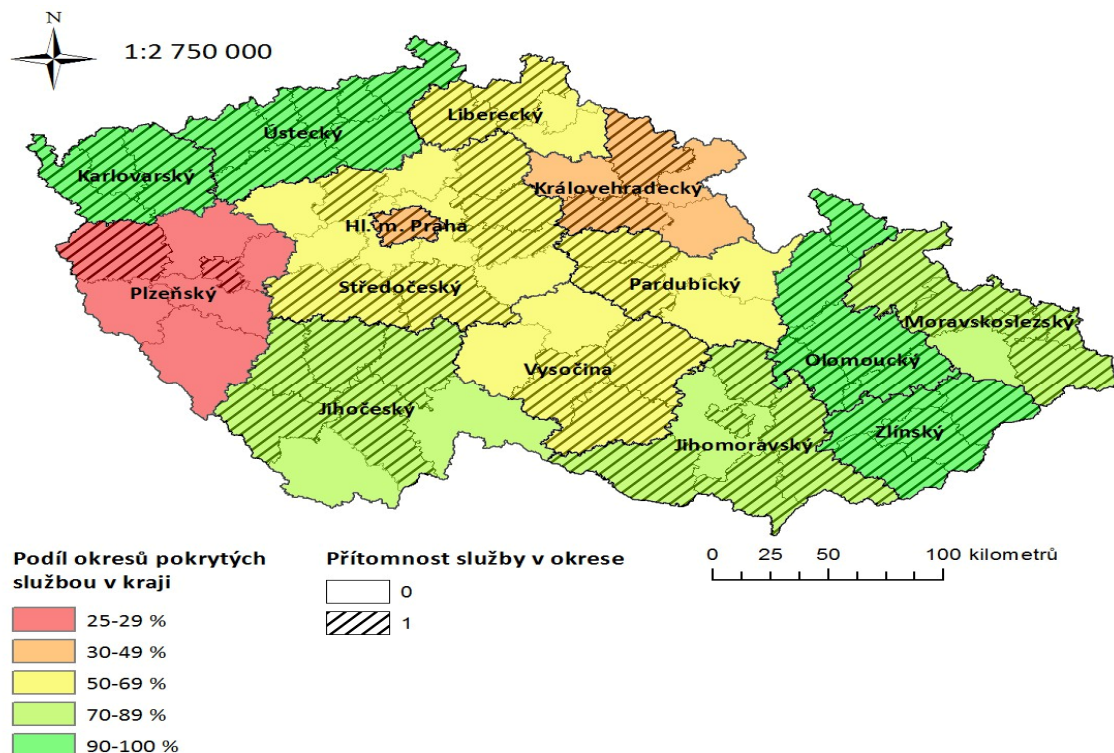 N
1:2 750 000
Liberecký
Ústecký
Karlovarský
Královehradecký
Hl. m. Praha
Plzeňský
Středočeský
Pardubický
Moravskoslezský
Olomoucký
Vysočina
Jihočeský
Zlínský
Jihomoravský
Podíl okresů pokrytých
službou v kraji
25-29 %
30-49 %
50-69 %
70-89 %
90-100 %
Přítomnost služby v okrese
0
1
0 25 50 100 kilometrů